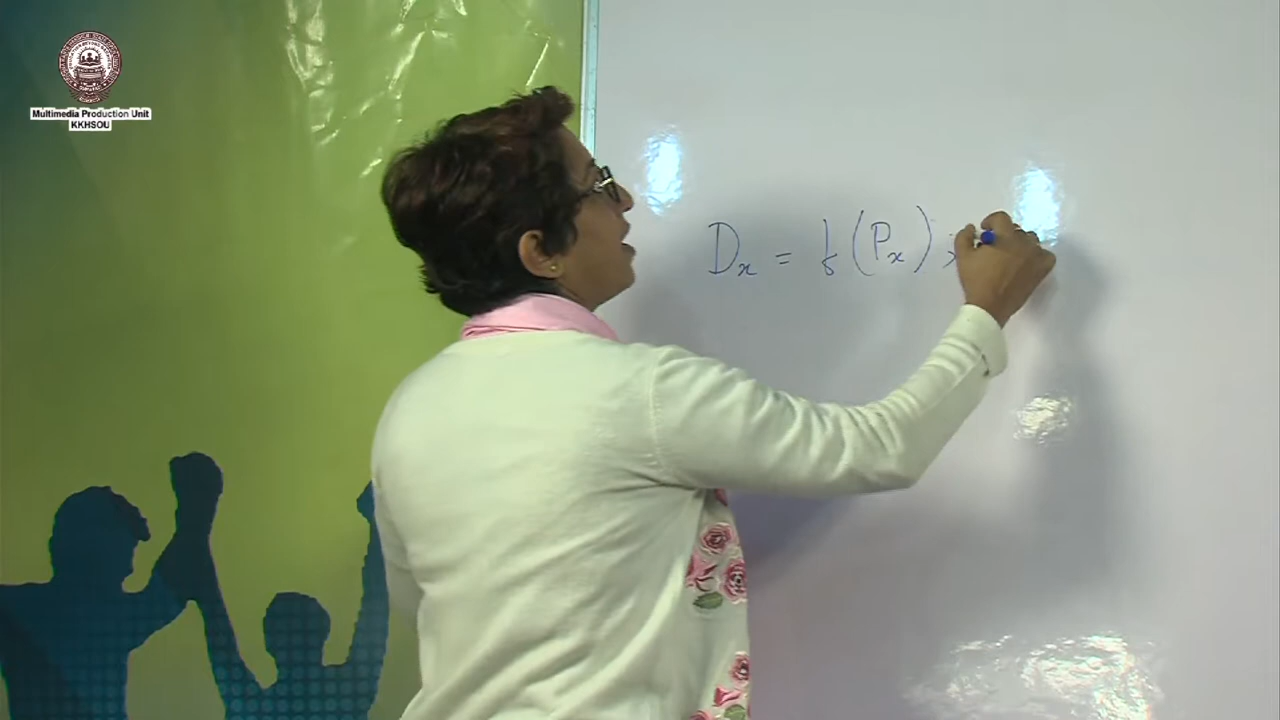 Multimedia Production Unit
KKHSOU
Dx = f(Px) ;